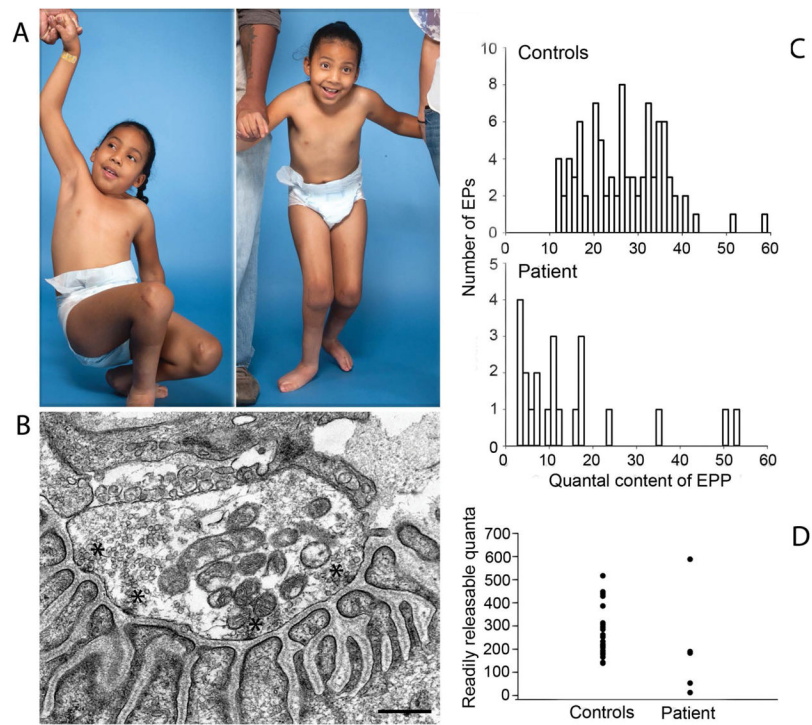 A
B
C
Controls
Number of EPs
10
8
6
4
2
0
0 10 20 30 40 50 60
Patient
5
4
3
2
1
0
0 10 20 30 40 50 60
Quantal content of EPP
D
Readily releasable quanta
700
600
500
400
300
200
100
0
Controls Patient
* * * *